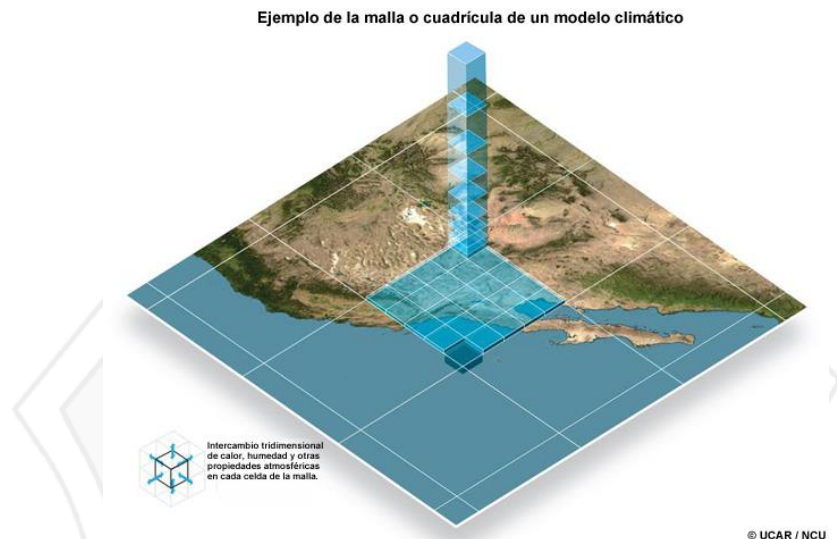 Ejemplo de la malla o cuadrícula de un modelo climático
Intercambio tridimensional
de calor, humedad y otras
propiedades atmosféricas
en cada celda de la malla.
© UCAR / NCU